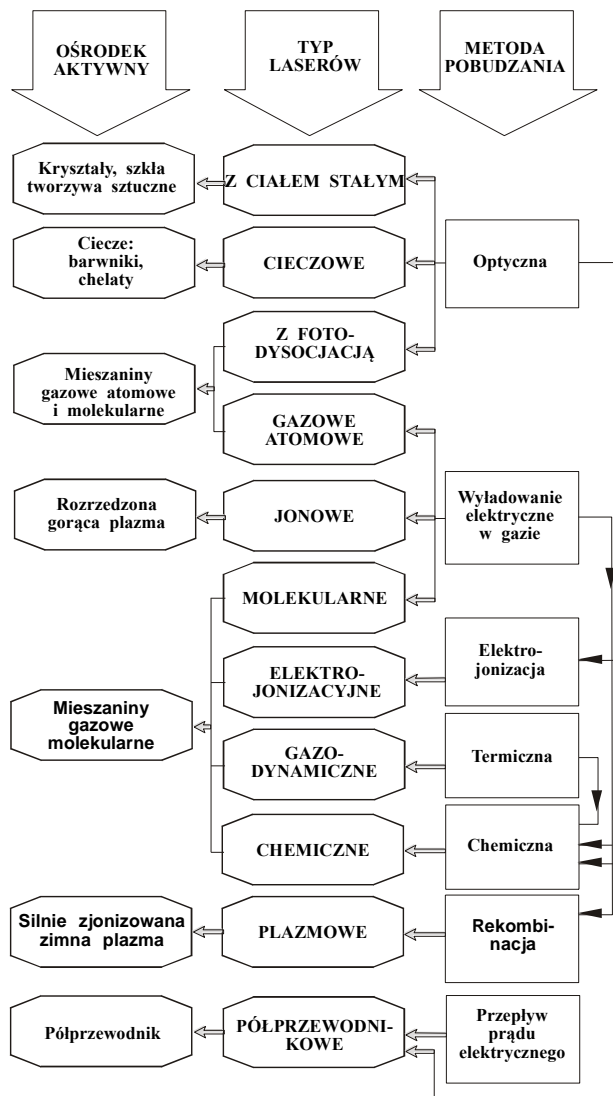 OŚRODEK
AKTYWNY
TYP
LASERÓW
METODA
POBUDZANIA
Kryształy, szkła
tworzywa sztuczne
Z CIAŁEM STAŁYM
Ciecze:
barwniki,
chelaty
CIECZOWE
Optyczna
Z FOTO-
DYSOCJACJĄ
Mieszaniny
gazowe atomowe
i molekularne
GAZOWE
ATOMOWE
Rozrzedzona
gorąca plazma
JONOWE
Wyładowanie
elektryczne
w gazie
MOLEKULARNE
ELEKTRO-
JONIZACYJNE
Elektro-
jonizacja
Mieszaniny
gazowe
molekularne
GAZO-
DYNAMICZNE
Termiczna
CHEMICZNE
Chemiczna
Silnie zjonizowana
zimna plazma
PLAZMOWE
Rekombi-
nacja
Półprzewodnik
PÓŁPRZEWODNI-
KOWE
Przepływ
prądu
elektrycznego